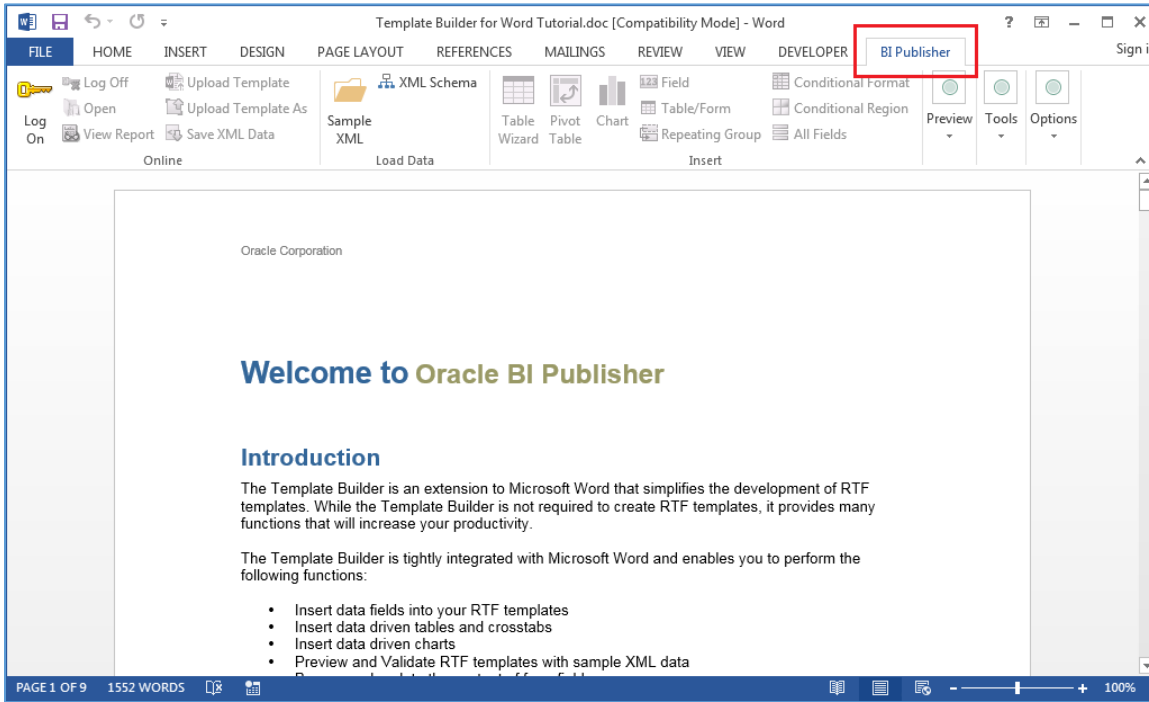 Template Builder for Word Tutorial.doc [Compatibility Mode] - Word
?
FILE HOME INSERT DESIGN PAGE LAYOUT REFERENCES MAILINGS REVIEW VIEW DEVELOPER BI Publisher Sign i
Log On
Log Off
Open
View Report
Upload Template
Upload Template As
Save XML Data
Online
Sample XML
XML Schema
Load Data
Table Wizard
Pivot Table
Chart
Field
Table/Form
Repeating Group
Conditional Format
Conditional Region
All Fields
Insert
Preview
Tools
Options
Oracle Corporation
Welcome to Oracle BI Publisher
Introduction
The Template Builder is an extension to Microsoft Word that simplifies the development of RTF
templates. While the Template Builder is not required to create RTF templates, it provides many
functions that will increase your productivity.
The Template Builder is tightly integrated with Microsoft Word and enables you to perform the
following functions:
• Insert data fields into your RTF templates
• Insert data driven tables and crosstabs
• Insert data driven charts
• Preview and Validate RTF templates with sample XML data
PAGE 1 OF 9 1552 WORDS 100%